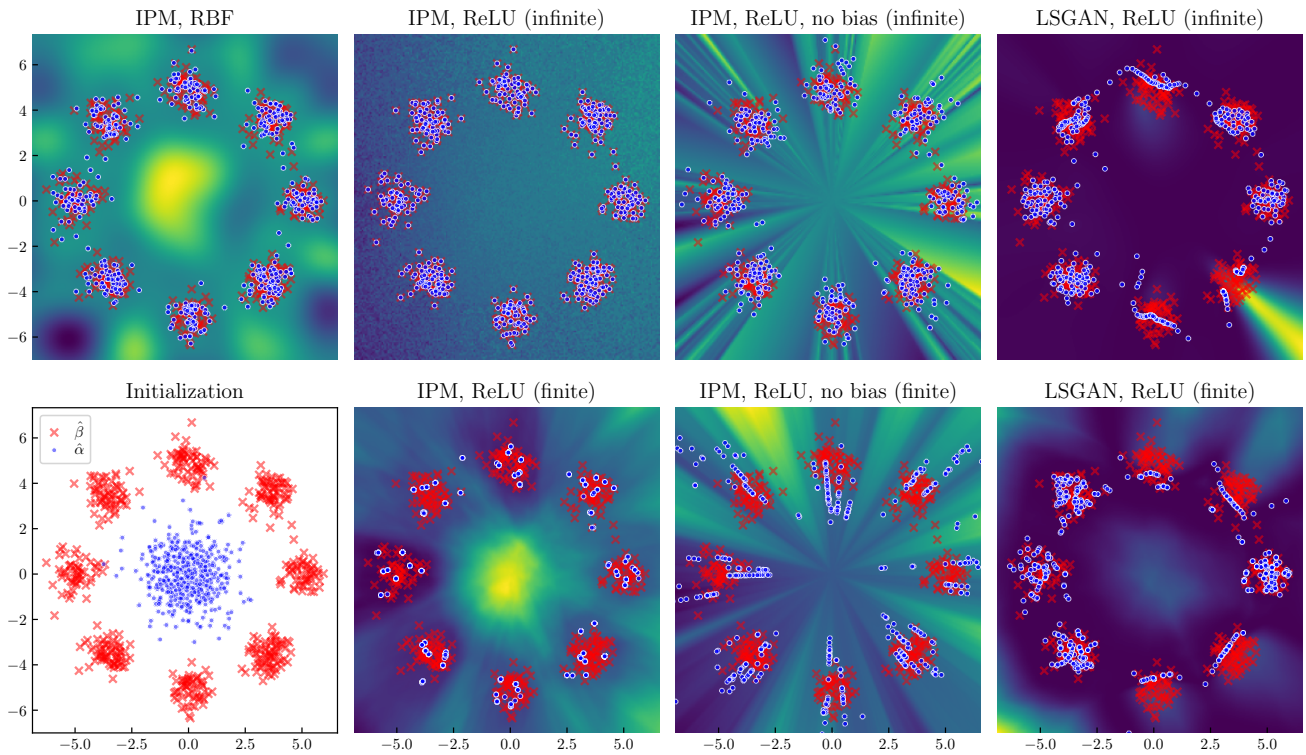 IPM, RBF
IPM, ReLU (infinite)
IPM, ReLU, no bias (infinite)
LSGAN, ReLU (infinite)
6
4
2
0
−2
−4
−6
Initialization
IPM, ReLU (finite)
IPM, ReLU, no bias (finite)
LSGAN, ReLU (finite)
β̂
α̂
6
4
2
0
−2
−4
−6
−5.0 −2.5 0.0 2.5 5.0
−5.0 −2.5 0.0 2.5 5.0
−5.0 −2.5 0.0 2.5 5.0
−5.0 −2.5 0.0 2.5 5.0